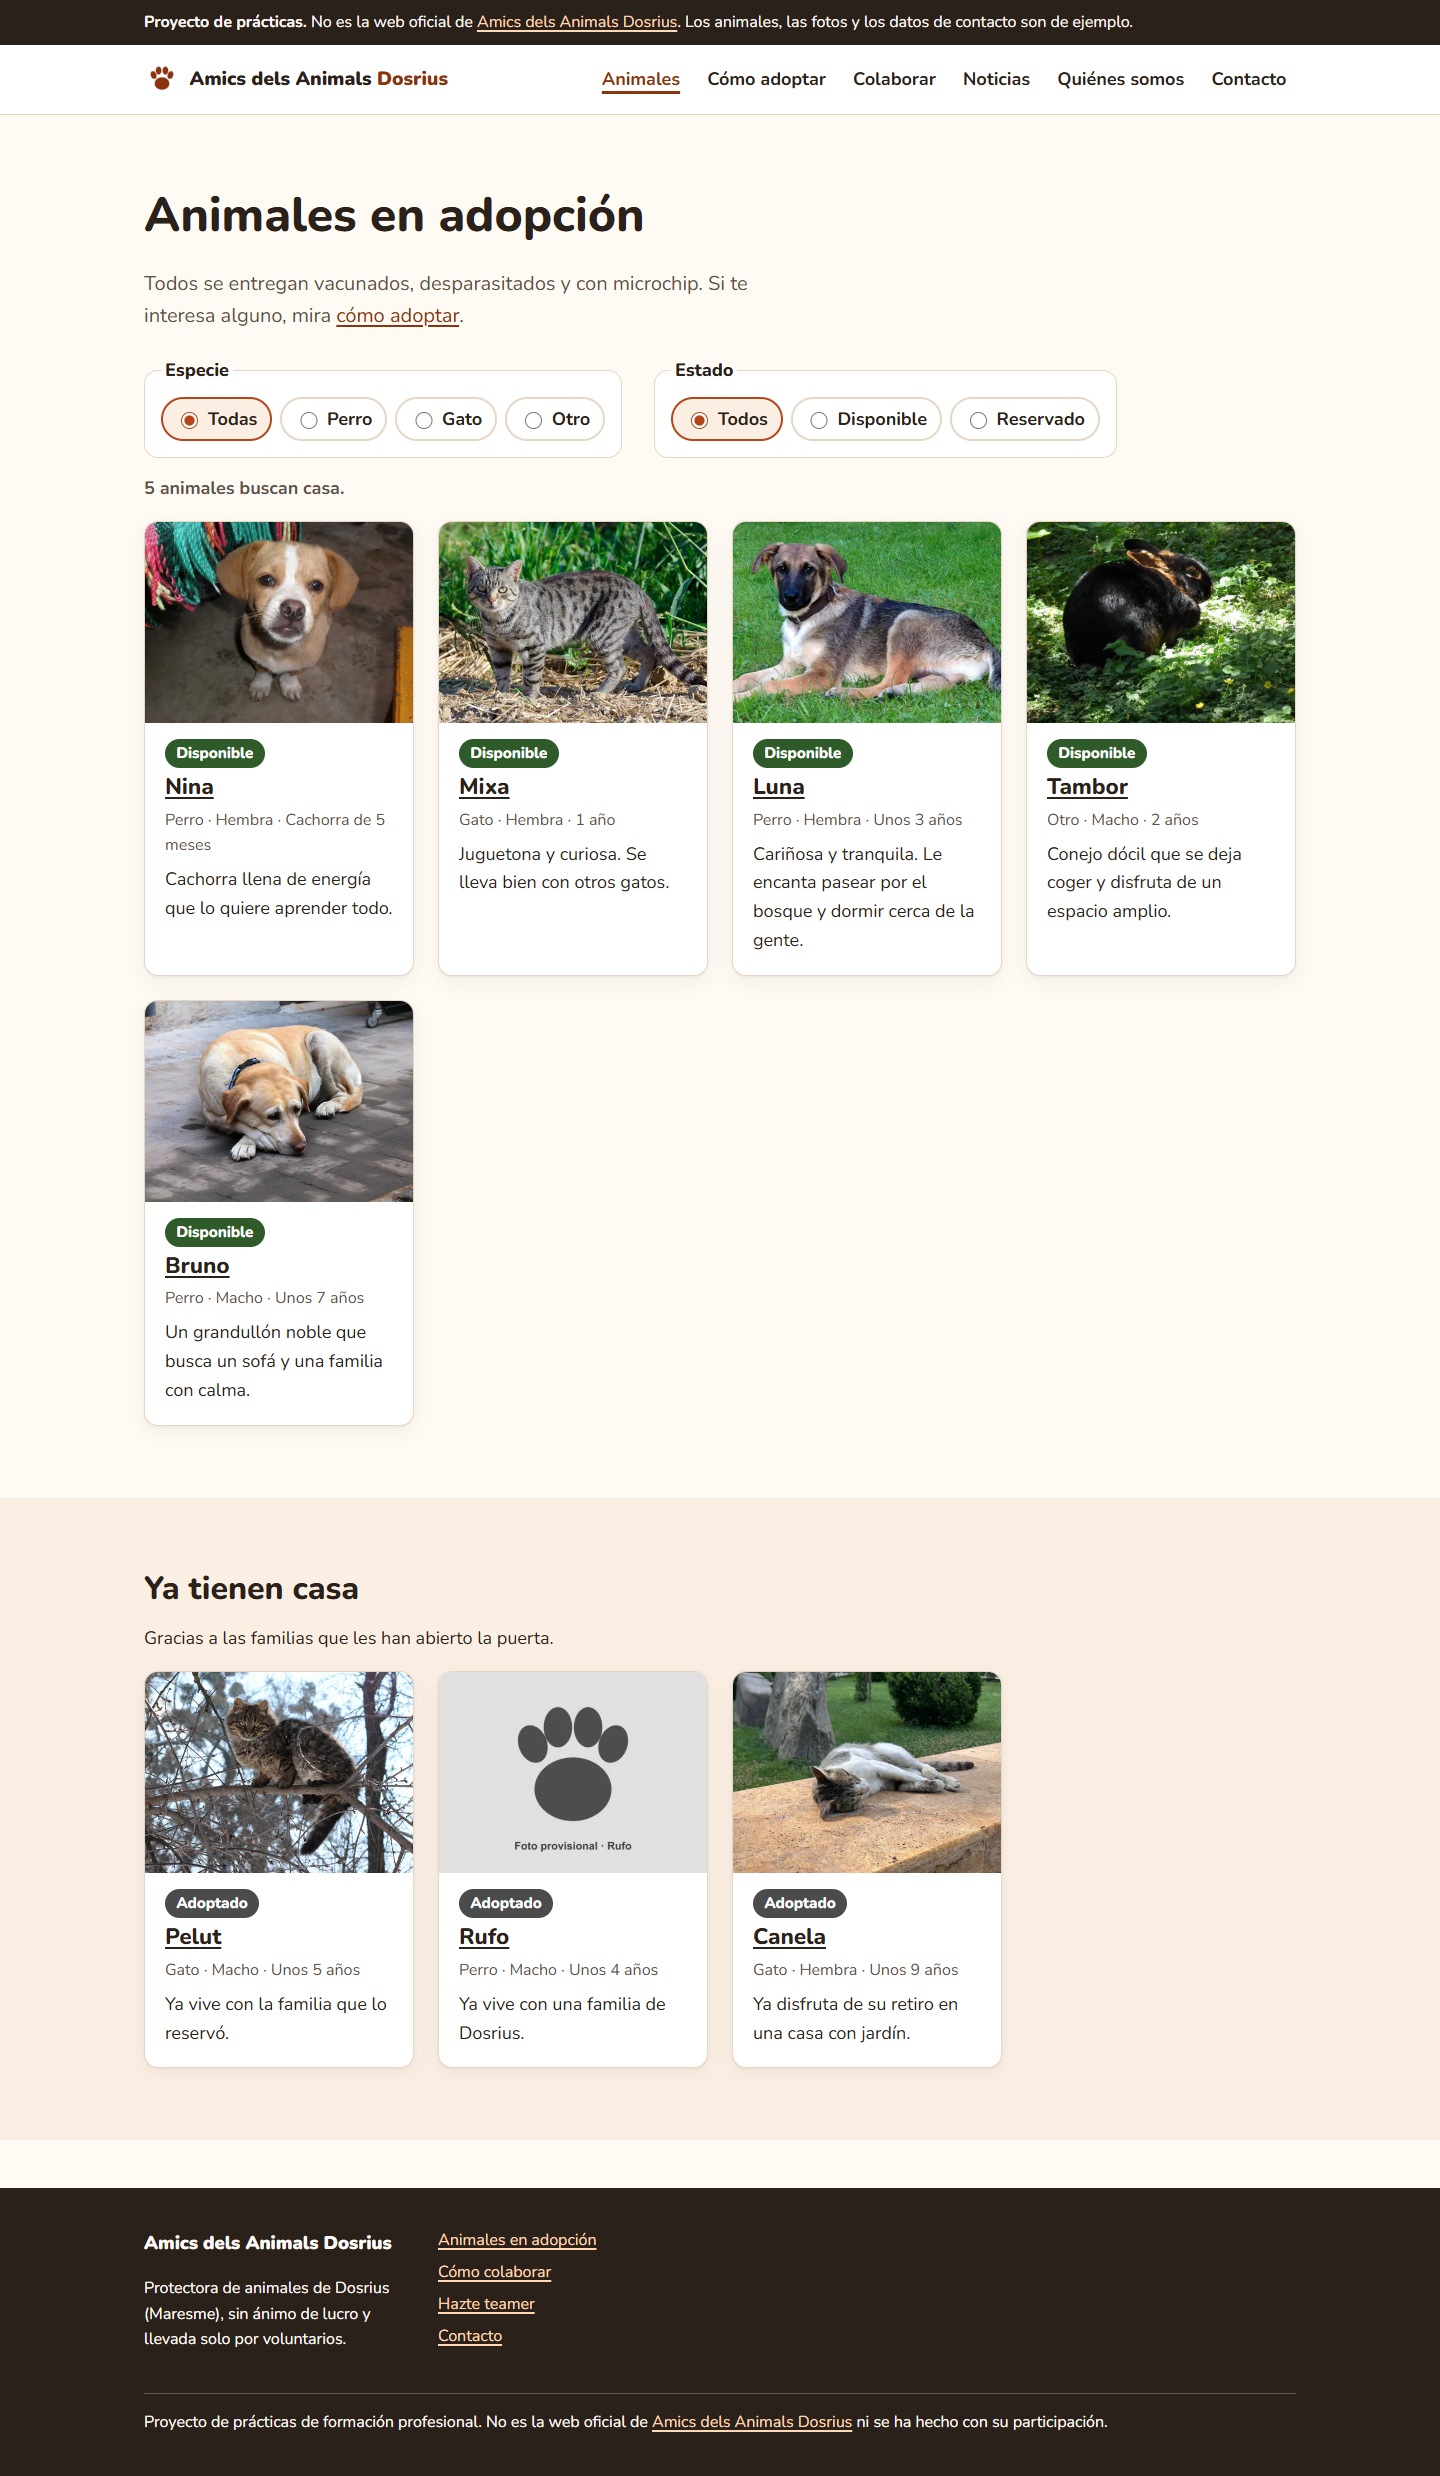 Proyecto de prácticas. No es la web oficial de Amics dels Animals Dosrius. Los animales, las fotos y los datos de contacto son de ejemplo.
Amics dels Animals Dosrius
Animales Cómo adoptar Colaborar Noticias Quiénes somos Contacto
Animales en adopción
Todos se entregan vacunados, desparasitados y con microchip. Si te
interesa alguno, mira cómo adoptar.
Especie
Todas Perro Gato Otro
Estado
Todos Disponible Reservado
5 animales buscan casa.
Disponible
Nina
Perro · Hembra · Cachorra de 5
meses
Cachorra llena de energía
que lo quiere aprender todo.
Disponible
Mixa
Gato · Hembra · 1 año
Juguetona y curiosa. Se
lleva bien con otros gatos.
Disponible
Luna
Perro · Hembra · Unos 3 años
Cariñosa y tranquila. Le
encanta pasear por el
bosque y dormir cerca de la
gente.
Disponible
Tambor
Otro · Macho · 2 años
Conejo dócil que se deja
coger y disfruta de un
espacio amplio.
Disponible
Bruno
Perro · Macho · Unos 7 años
Un grandullón noble que
busca un sofá y una familia
con calma.
Ya tienen casa
Gracias a las familias que les han abierto la puerta.
Adoptado
Pelut
Gato · Macho · Unos 5 años
Ya vive con la familia que lo
reservó.
Foto provisional · Rufo
Adoptado
Rufo
Perro · Macho · Unos 4 años
Ya vive con una familia de
Dosrius.
Adoptado
Canela
Gato · Hembra · Unos 9 años
Ya disfruta de su retiro en
una casa con jardín.
Amics dels Animals Dosrius
Protectora de animales de Dosrius
(Maresme), sin ánimo de lucro y
llevada solo por voluntarios.
Animales en adopción
Cómo colaborar
Hazte teamer
Contacto
Proyecto de prácticas de formación profesional. No es la web oficial de Amics dels Animals Dosrius ni se ha hecho con su participación.